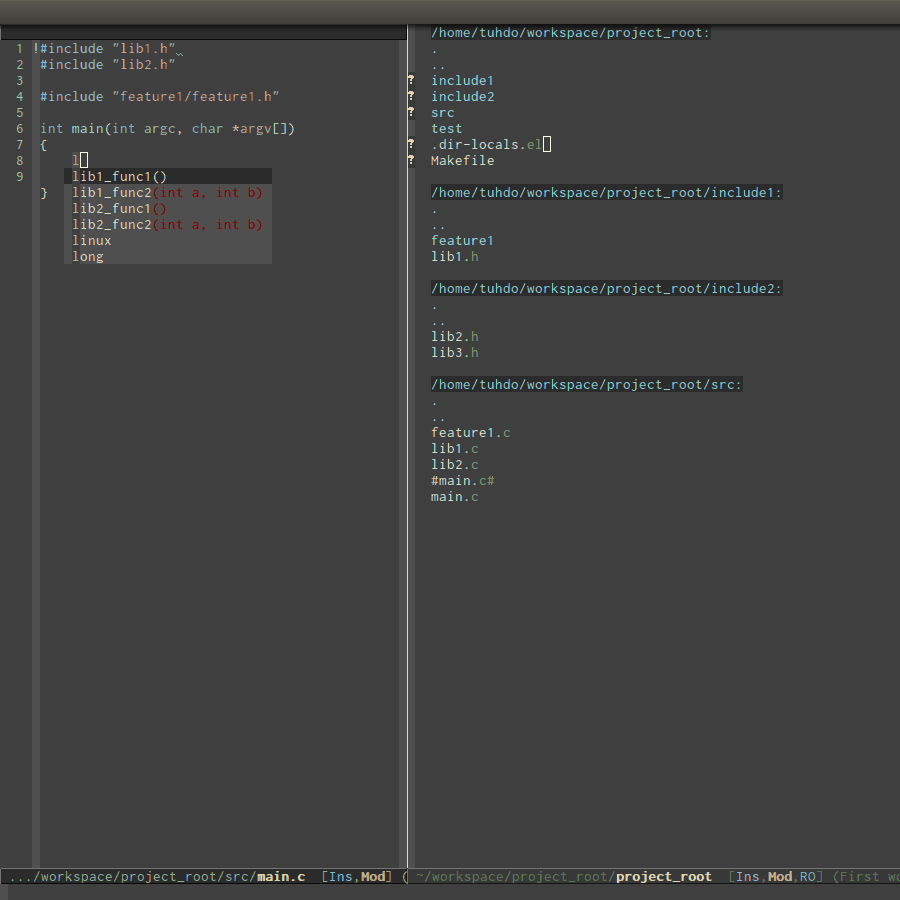 1 !#include "lib1.h"
2 #include "lib2.h"
3
4 #include "feature1/feature1.h"
5
6 int main(int argc, char *argv[])
7 {
8 l
9 lib1_func1()
} lib1_func2(int a, int b)
lib2_func1()
lib2_func2(int a, int b)
linux
long
.../workspace/project_root/src/main.c [Ins,Mod] (
/home/tuhdo/workspace/project_root:
.
..
? include1
? include2
? src
test
? .dir-locals.el
? Makefile
/home/tuhdo/workspace/project_root/include1:
.
..
feature1
lib1.h
/home/tuhdo/workspace/project_root/include2:
.
..
lib2.h
lib3.h
/home/tuhdo/workspace/project_root/src:
.
..
feature1.c
lib1.c
lib2.c
#main.c#
main.c
~/workspace/project_root/project_root [Ins,Mod,RO] (First wo